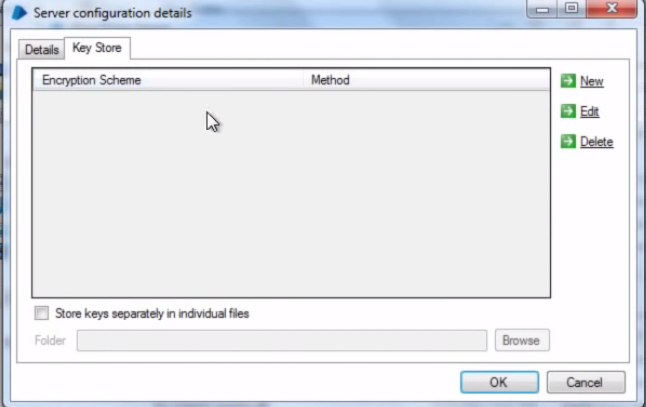 Server configuration details
Details Key Store
Encryption Scheme Method
New
Edit
Delete
Store keys separately in individual files
Folder Browse
OK Cancel